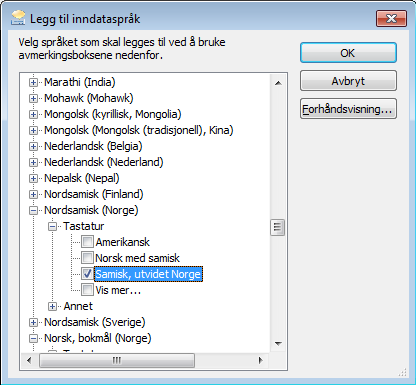 Legg til inndataspråk
Velg språket som skal legges til ved å bruke
avmerkingsboksene nedenfor.
OK
Avbryt
Forhåndsvisning...
Marathi (India)
Mohawk (Mohawk)
Mongolsk (kyrillisk, Mongolia)
Mongolsk (Mongolsk (tradisjonell), Kina)
Nederlandsk (Belgia)
Nederlandsk (Nederland)
Nepalsk (Nepal)
Nordsamisk (Finland)
Nordsamisk (Norge)
Tastatur
Amerikansk
Norsk med samisk
Samisk, utvidet Norge
Vis mer...
Annet
Nordsamisk (Sverige)
Norsk, bokmål (Norge)